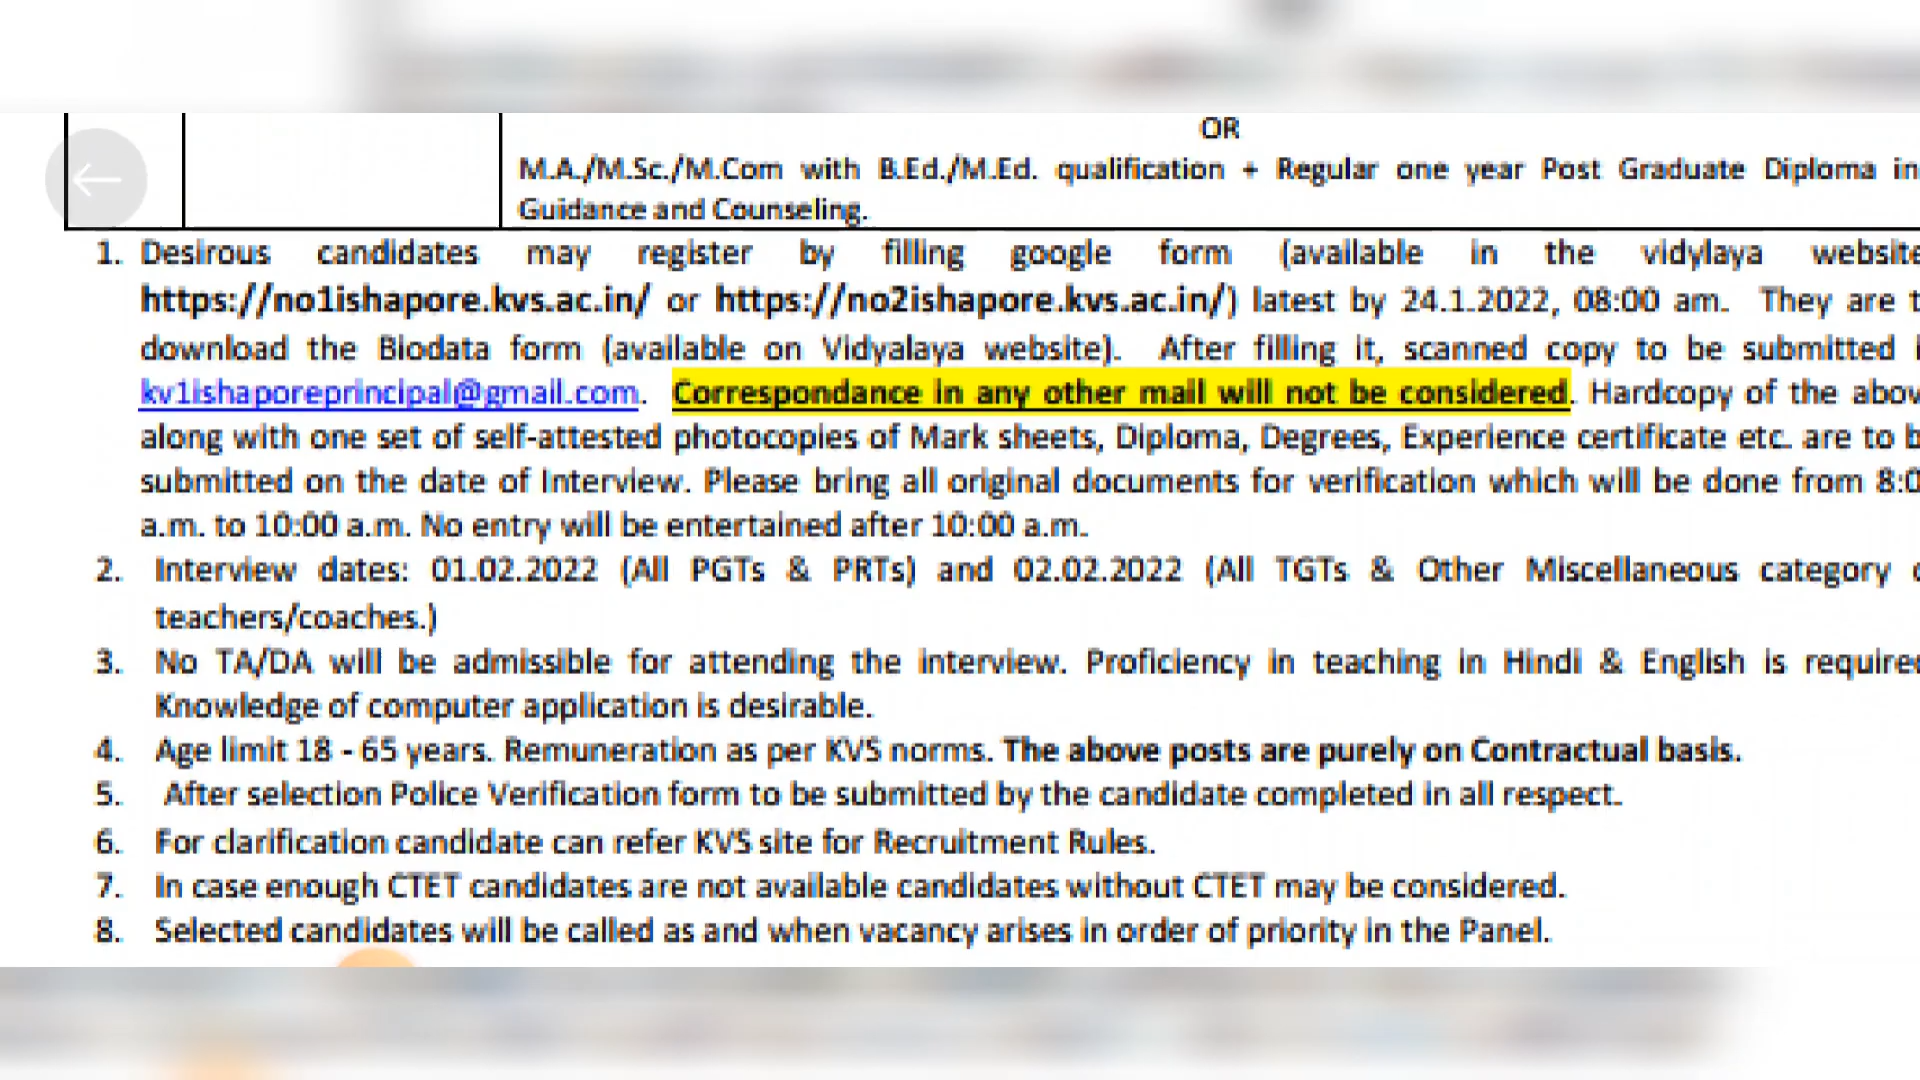 OR
M.A./M.Sc./M.Com with B.Ed./M.Ed. qualification + Regular one year Post Graduate Diploma in
Guidance and Counseling.
1. Desirous candidates may register by filling google form (available in the vidylaya website
https://no1ishapore.kvs.ac.in/ or https://no2ishapore.kvs.ac.in/) latest by 24.1.2022, 08:00 am. They are t
download the Biodata form (available on Vidyalaya website). After filling it, scanned copy to be submitted i
kv1ishaporeprincipal@gmail.com. Correspondance in any other mail will not be considered. Hardcopy of the abov
along with one set of self-attested photocopies of Mark sheets, Diploma, Degrees, Experience certificate etc. are to b
submitted on the date of Interview. Please bring all original documents for verification which will be done from 8:0
a.m. to 10:00 a.m. No entry will be entertained after 10:00 a.m.
2. Interview dates: 01.02.2022 (All PGTs & PRTs) and 02.02.2022 (All TGTs & Other Miscellaneous category o
teachers/coaches.)
3. No TA/DA will be admissible for attending the interview. Proficiency in teaching in Hindi & English is required
Knowledge of computer application is desirable.
4. Age limit 18 - 65 years. Remuneration as per KVS norms. The above posts are purely on Contractual basis.
5. After selection Police Verification form to be submitted by the candidate completed in all respect.
6. For clarification candidate can refer KVS site for Recruitment Rules.
7. In case enough CTET candidates are not available candidates without CTET may be considered.
8. Selected candidates will be called as and when vacancy arises in order of priority in the Panel.